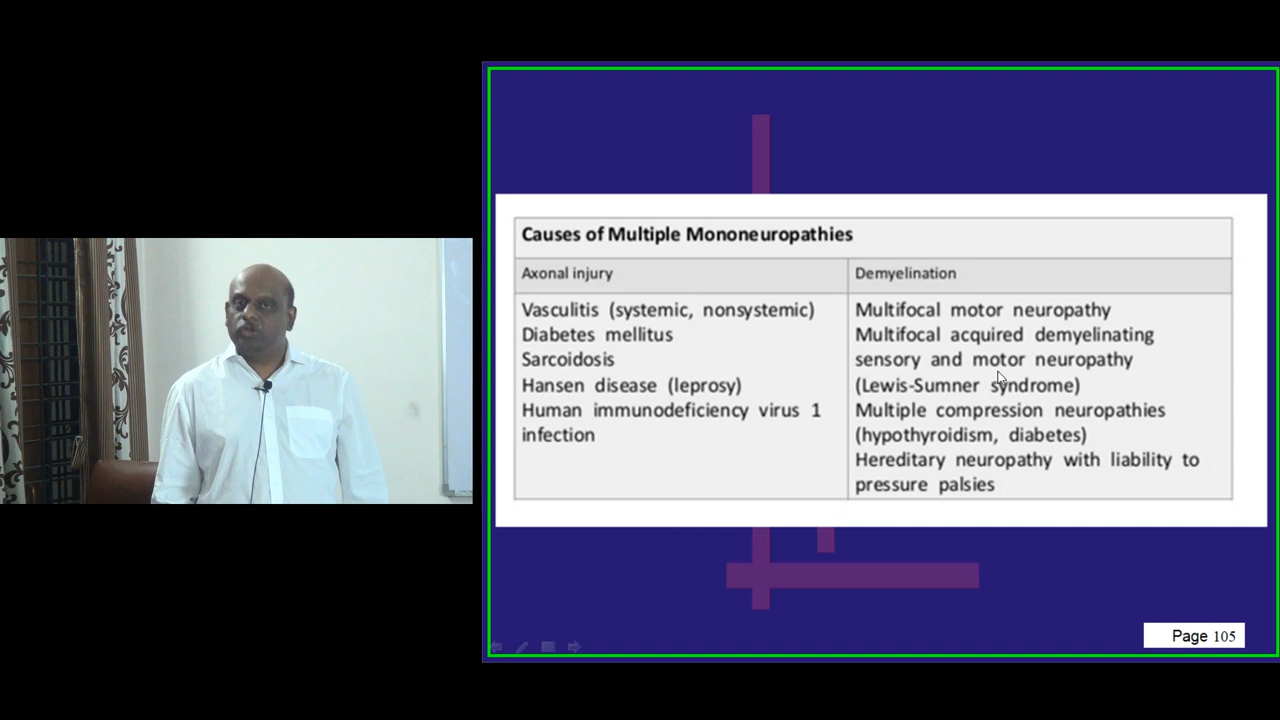 Causes of Multiple Mononeuropathies
Axonal injury
Vasculitis (systemic, nonsystemic)
Diabetes mellitus
Sarcoidosis
Hansen disease (leprosy)
Human immunodeficiency virus 1
infection
Demyelination
Multifocal motor neuropathy
Multifocal acquired demyelinating
sensory and motor neuropathy
(Lewis-Sumner syndrome)
Multiple compression neuropathies
(hypothyroidism, diabetes)
Hereditary neuropathy with liability to
pressure palsies
Page 105